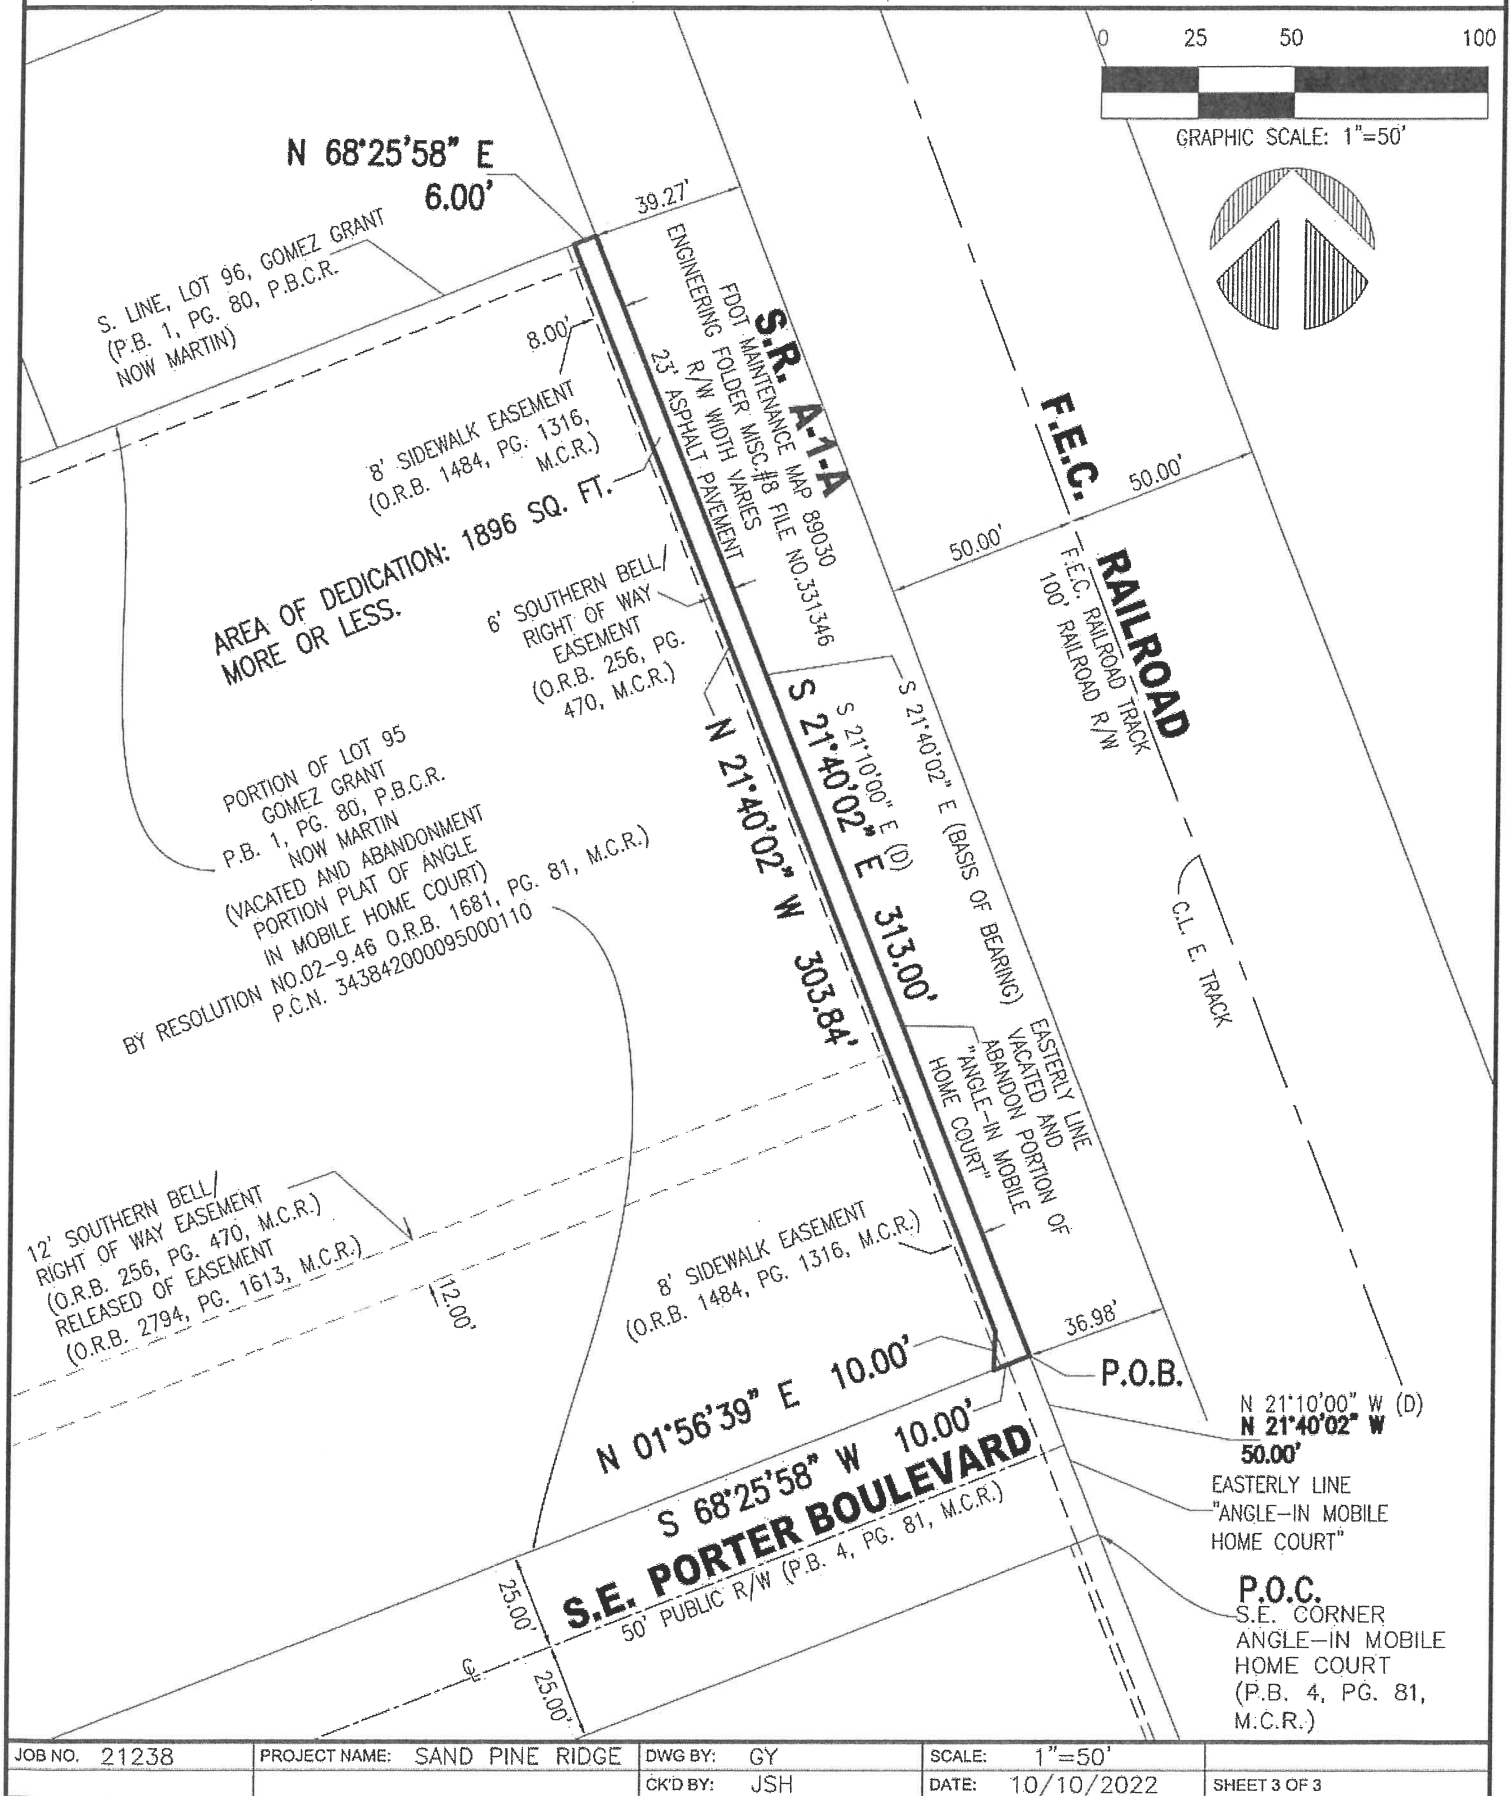 0 25 50 100
GRAPHIC SCALE: 1"=50'
N 68°25'58" E
6.00'
39.27'
S. LINE, LOT 96, GOMEZ GRANT
(P.B. 1, PG. 80, P.B.C.R.
NOW MARTIN)
8.00'
8' SIDEWALK EASEMENT
(O.R.B. 1484, PG. 1316,
M.C.R.)
S.R. A-1-A
FDOT MAINTENANCE MAP 89030
ENGINEERING FOLDER MISC.#8 FILE NO.331346
R/W WIDTH VARIES
23' ASPHALT PAVEMENT
F.E.C. RAILROAD
50.00'
50.00'
F.E.C. RAILROAD TRACK
100' RAILROAD R/W
AREA OF DEDICATION: 1896 SQ. FT.
MORE OR LESS.
6' SOUTHERN BELL/
RIGHT OF WAY
EASEMENT
(O.R.B. 256, PG.
470, M.C.R.)
N 21°40'02" W 303.84'
S 21°40'02" E 313.00'
S 21°10'00" E (D)
S 21°40'02" E (BASIS OF BEARING)
EASTERLY LINE
VACATED AND
ABANDON PORTION OF
"ANGLE-IN MOBILE
HOME COURT"
C.L. E. TRACK
PORTION OF LOT 95
GOMEZ GRANT
P.B. 1, PG. 80, P.B.C.R.
NOW MARTIN
(VACATED AND ABANDONMENT
PORTION PLAT OF ANGLE
IN MOBILE HOME COURT)
BY RESOLUTION NO.02-9.46 O.R.B. 1681, PG. 81, M.C.R.)
P.C.N. 343842000095000110
12' SOUTHERN BELL/
RIGHT OF WAY EASEMENT
(O.R.B. 256, PG. 470, M.C.R.)
RELEASED OF EASEMENT
(O.R.B. 2794, PG. 1613, M.C.R.)
12.00'
8' SIDEWALK EASEMENT
(O.R.B. 1484, PG. 1316, M.C.R.)
36.98'
P.O.B.
N 01°56'39" E 10.00'
S 68°25'58" W 10.00'
S.E. PORTER BOULEVARD
50' PUBLIC R/W (P.B. 4, PG. 81, M.C.R.)
25.00'
25.00'
℄
N 21°10'00" W (D)
N 21°40'02" W
50.00'
EASTERLY LINE
"ANGLE-IN MOBILE
HOME COURT"
P.O.C.
S.E. CORNER
ANGLE-IN MOBILE
HOME COURT
(P.B. 4, PG. 81,
M.C.R.)
JOB NO. 21238 PROJECT NAME: SAND PINE RIDGE DWG BY: GY SCALE: 1"=50'
CK'D BY: JSH DATE: 10/10/2022 SHEET 3 OF 3